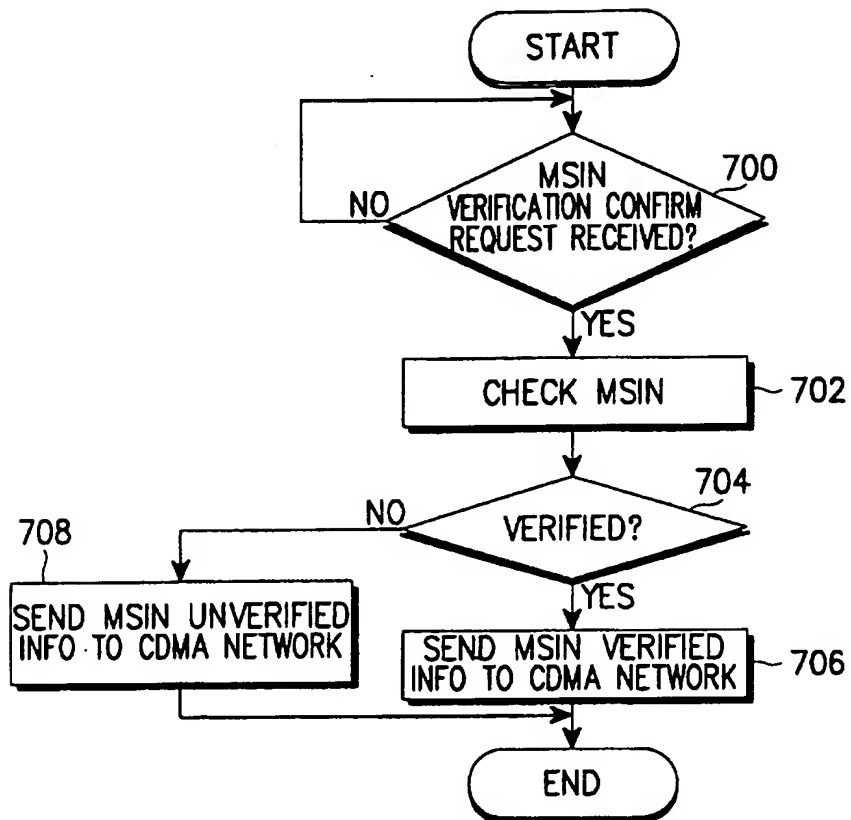 START
MSIN
VERIFICATION CONFIRM
REQUEST RECEIVED?
700
NO
YES
CHECK MSIN
702
VERIFIED?
704
NO
YES
708
SEND MSIN UNVERIFIED
INFO TO CDMA NETWORK
SEND MSIN VERIFIED
INFO TO CDMA NETWORK
706
END